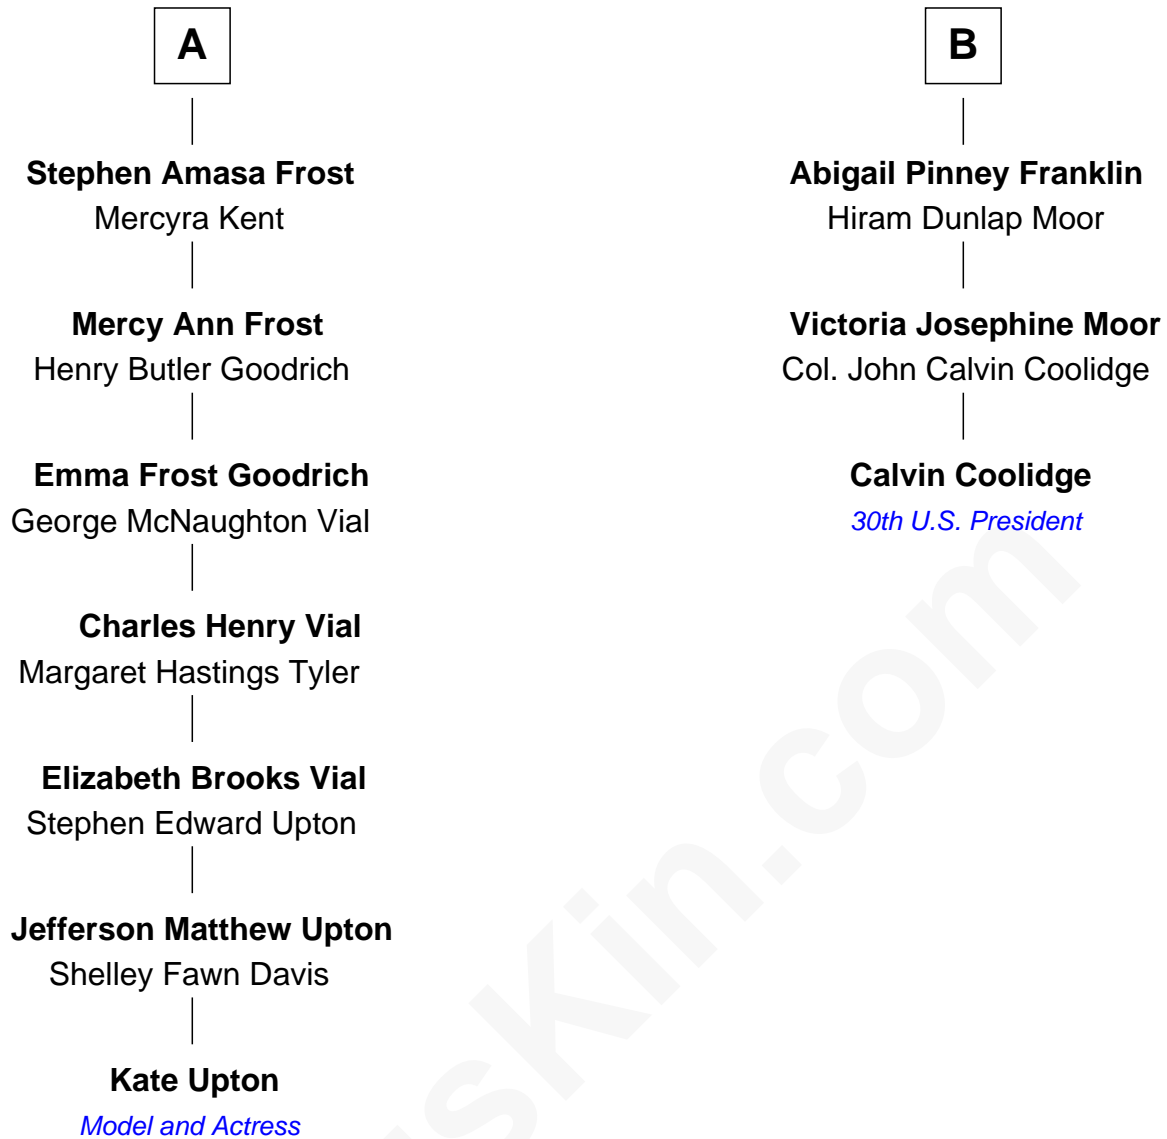 A
Stephen Amasa Frost
Mercyra Kent
Mercy Ann Frost
Henry Butler Goodrich
Emma Frost Goodrich
George McNaughton Vial
Charles Henry Vial
Margaret Hastings Tyler
Elizabeth Brooks Vial
Stephen Edward Upton
Jefferson Matthew Upton
Shelley Fawn Davis
Kate Upton
Model and Actress
B
Abigail Pinney Franklin
Hiram Dunlap Moor
Victoria Josephine Moor
Col. John Calvin Coolidge
Calvin Coolidge
30th U.S. President
sKin.com